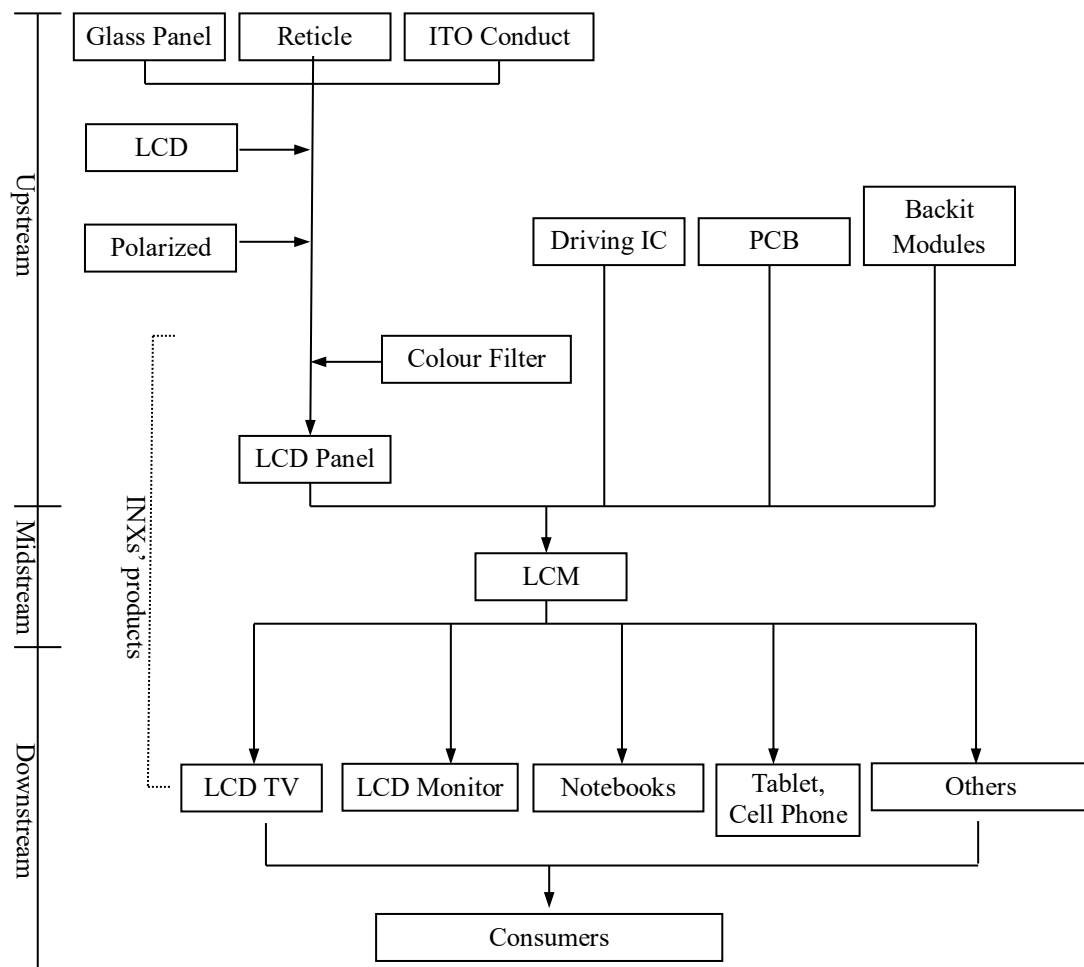 Glass Panel
Reticle
ITO Conduct
LCD
Upstream
Polarized
Driving IC
PCB
Backit
Modules
Colour Filter
LCD Panel
INXs’ products
Midstream
LCM
Downstream
LCD TV
LCD Monitor
Notebooks
Tablet,
Cell Phone
Others
Consumers